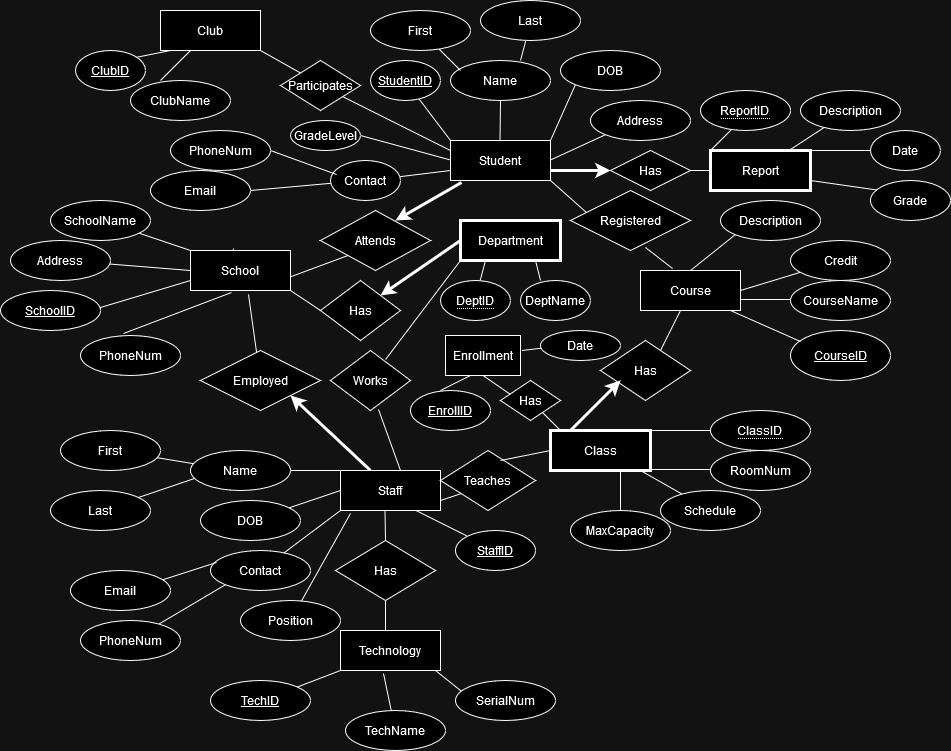 Club
First
Last
ClubID
ClubName
Participates
StudentID
Name
DOB
Address
ReportID
Description
GradeLevel
PhoneNum
Email
Contact
Student
Has
Report
Date
Grade
SchoolName
Address
SchoolID
PhoneNum
School
Attends
Department
Registered
Description
Has
DeptID
DeptName
Course
Credit
CourseName
CourseID
Employed
Works
Enrollment
Date
EnrollID
Has
Has
First
Last
Name
DOB
Staff
Teaches
Class
ClassID
RoomNum
Schedule
MaxCapacity
StaffID
Contact
Email
PhoneNum
Position
Has
Technology
TechID
TechName
SerialNum